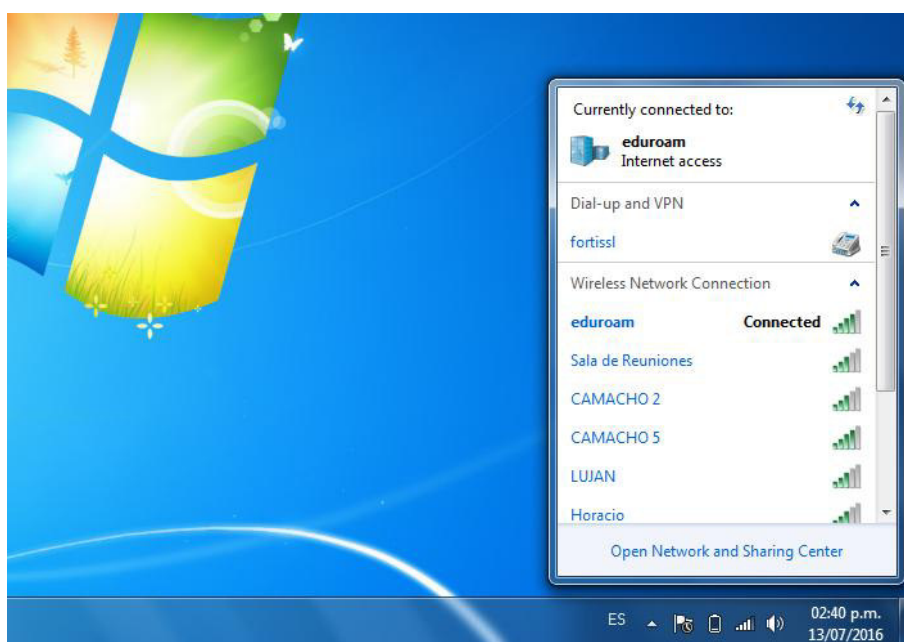 Currently connected to:
eduroam
Internet access
Dial-up and VPN
fortissl
Wireless Network Connection
eduroam Connected
Sala de Reuniones
CAMACHO 2
CAMACHO 5
LUJAN
Horacio
Open Network and Sharing Center
ES 02:40 p.m.
13/07/2016